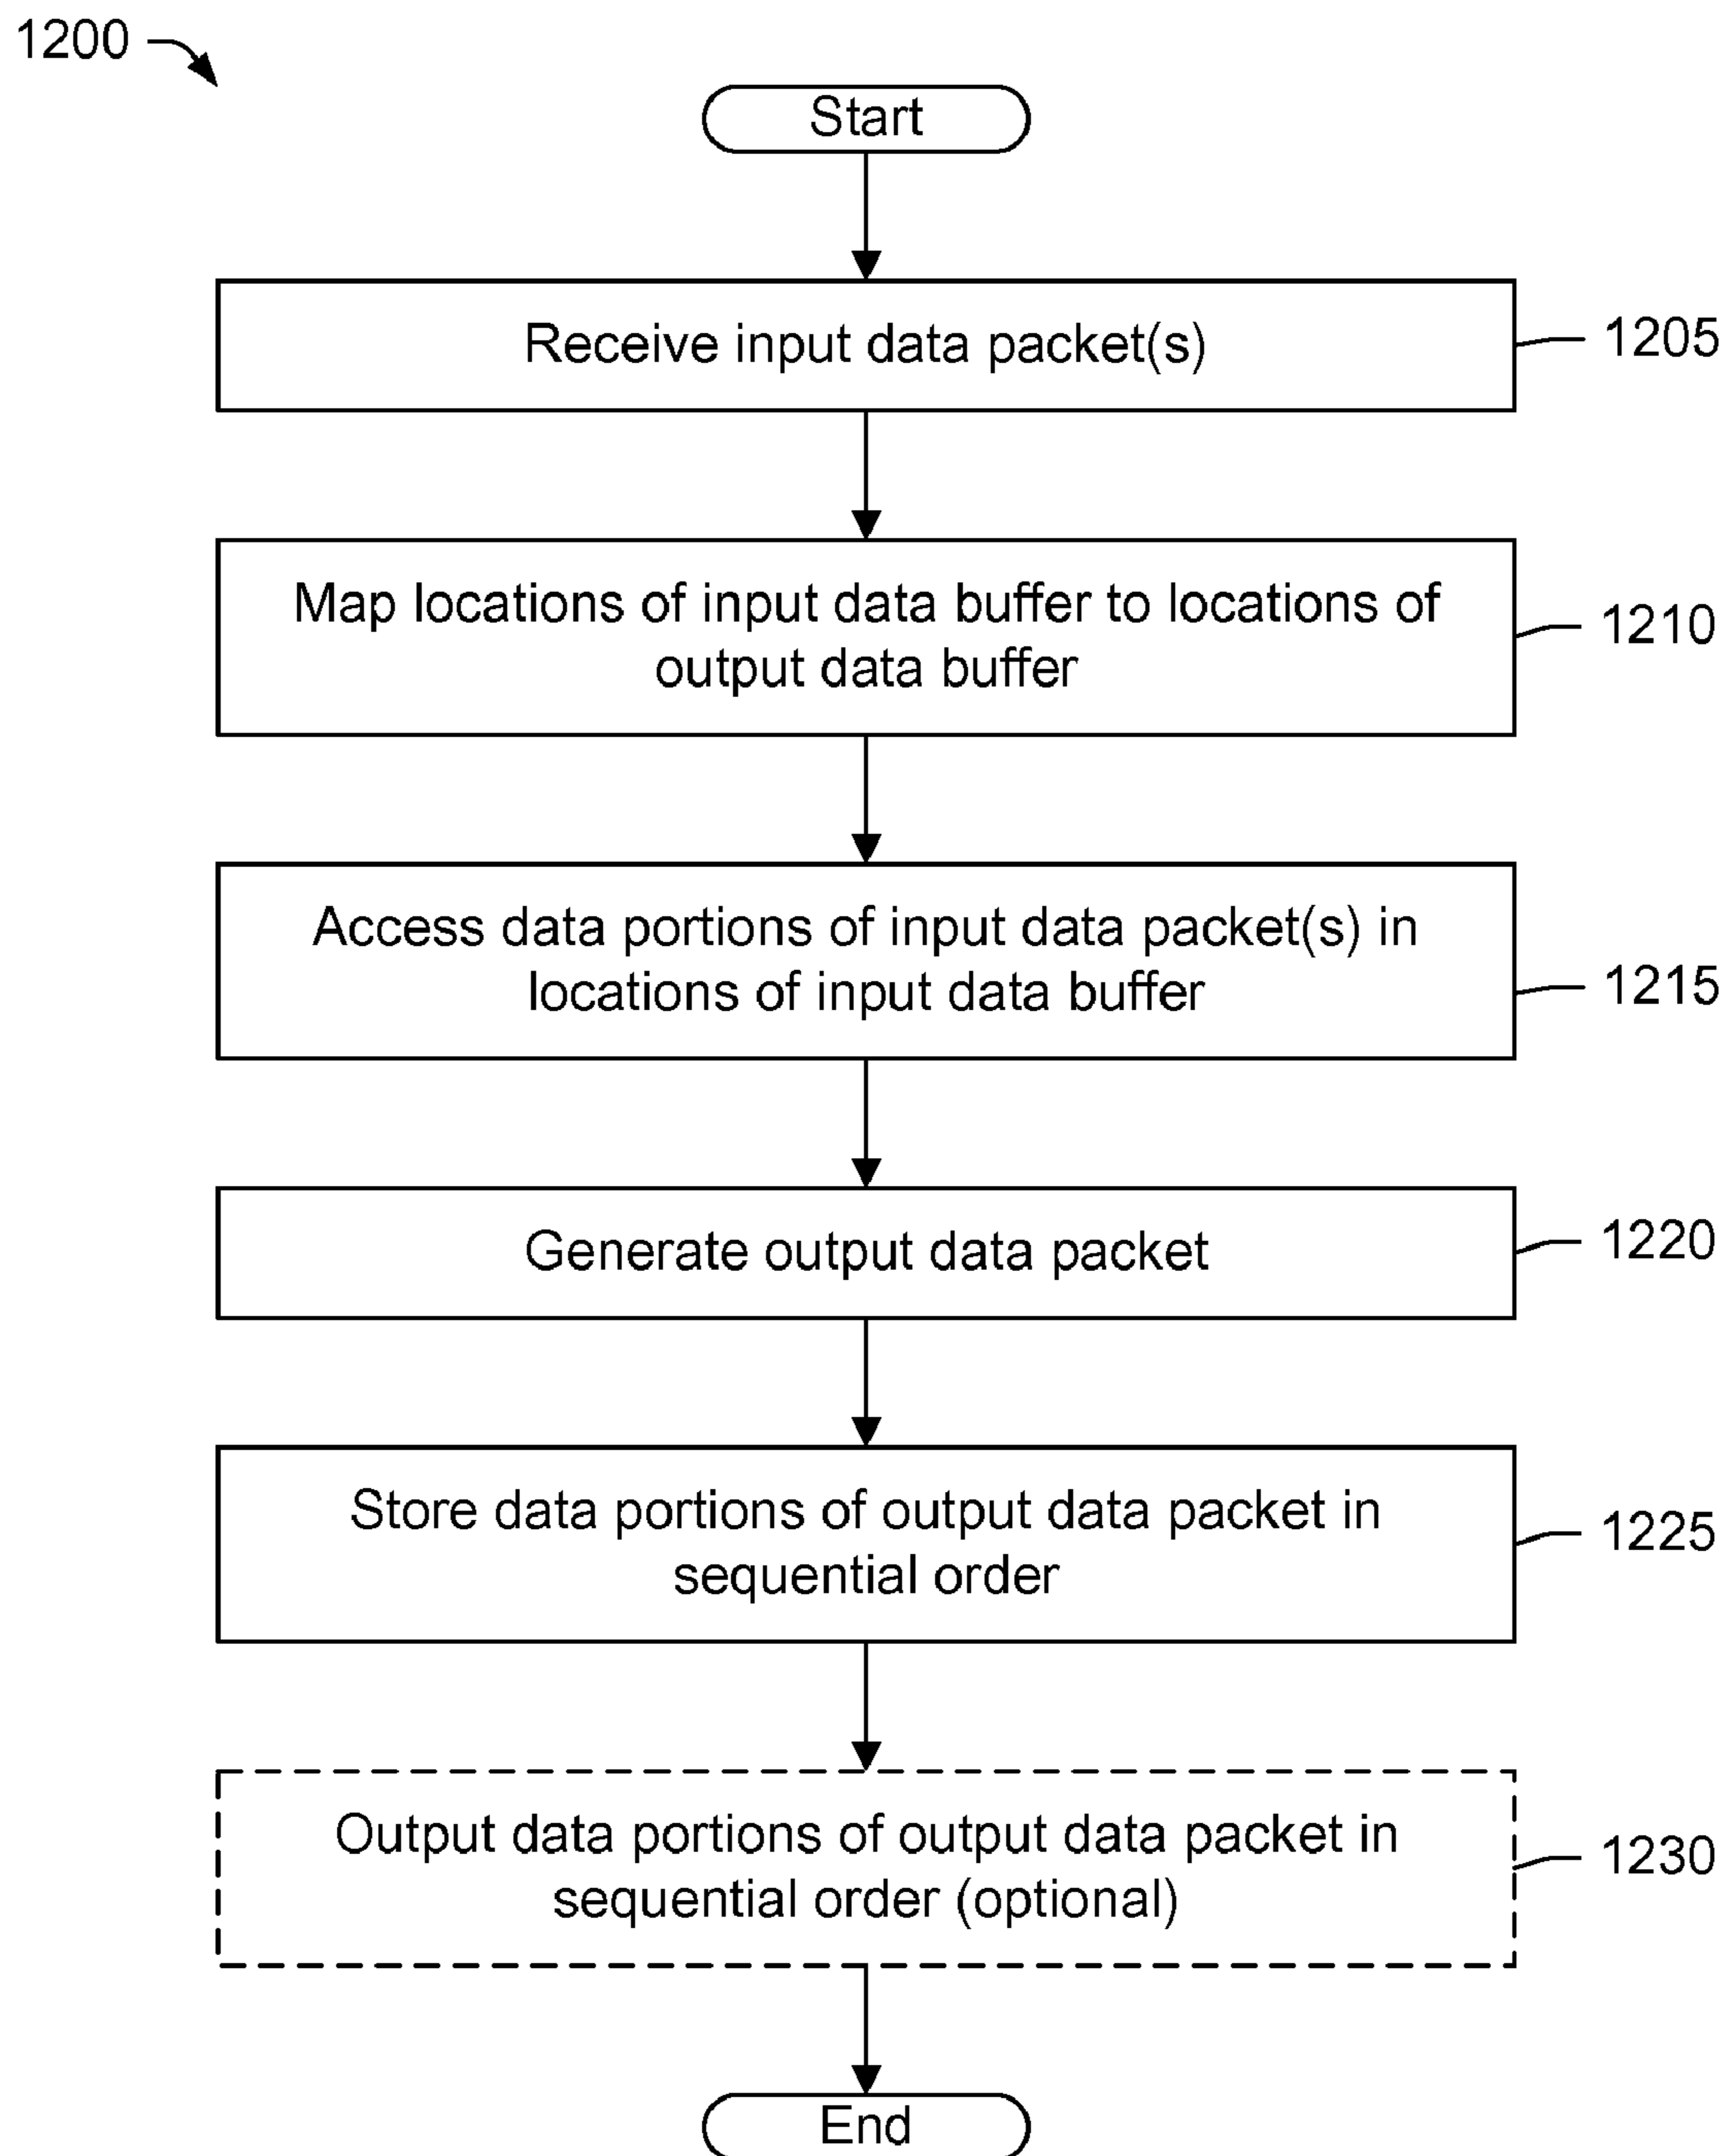 1200
Start
Receive input data packet(s)
1205
Map locations of input data buffer to locations of
output data buffer
1210
Access data portions of input data packet(s) in
locations of input data buffer
1215
Generate output data packet
1220
Store data portions of output data packet in
sequential order
1225
Output data portions of output data packet in
sequential order (optional)
1230
End